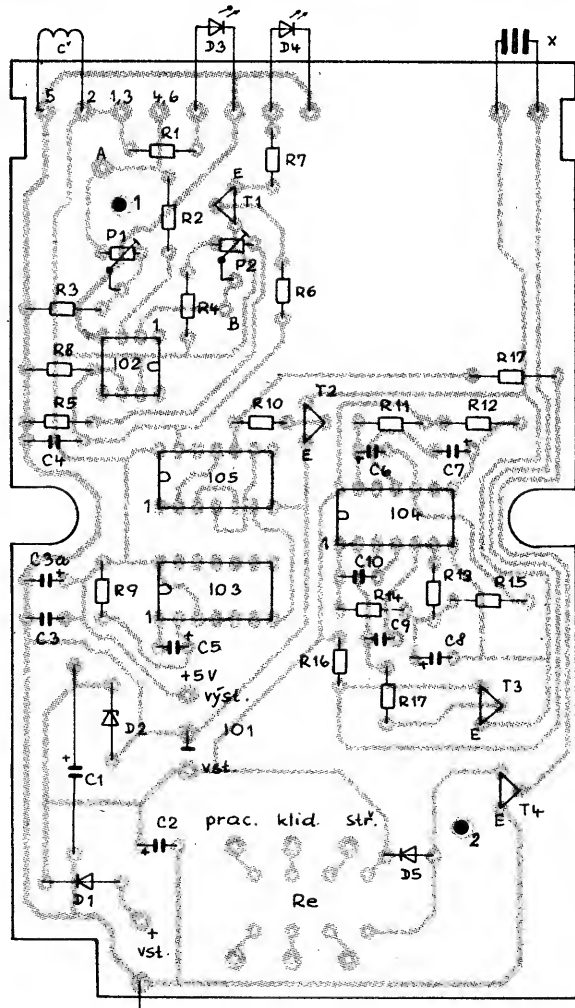 C'
D3
D4
X
5
2
1,3
4,6
R1
R7
A
E
1
R2
T1
P1
P2
R3
R4
R6
B
1
R8
IO2
R17
T2
R5
R10
R11
R12
C4
E
C6
C7
IO5
1
IO4
1
C3a
R9
IO3
C10
R13
R14
R15
C3
1
C5
C9
C8
R16
+5V
výst.
T3
D2
IO1
R17
E
C1
vst.
C2
prac. klid. stř.
E
T4
2
D5
D1
Re
+
vst.